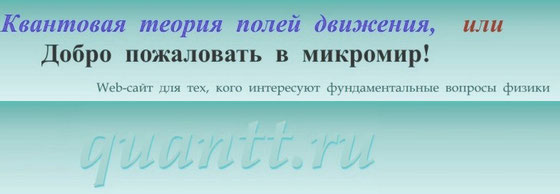 Квантовая теория полей движения, или
Добро пожаловать в микромир!
Web-сайт для тех, кого интересуют фундаментальные вопросы физики
quantt.ru